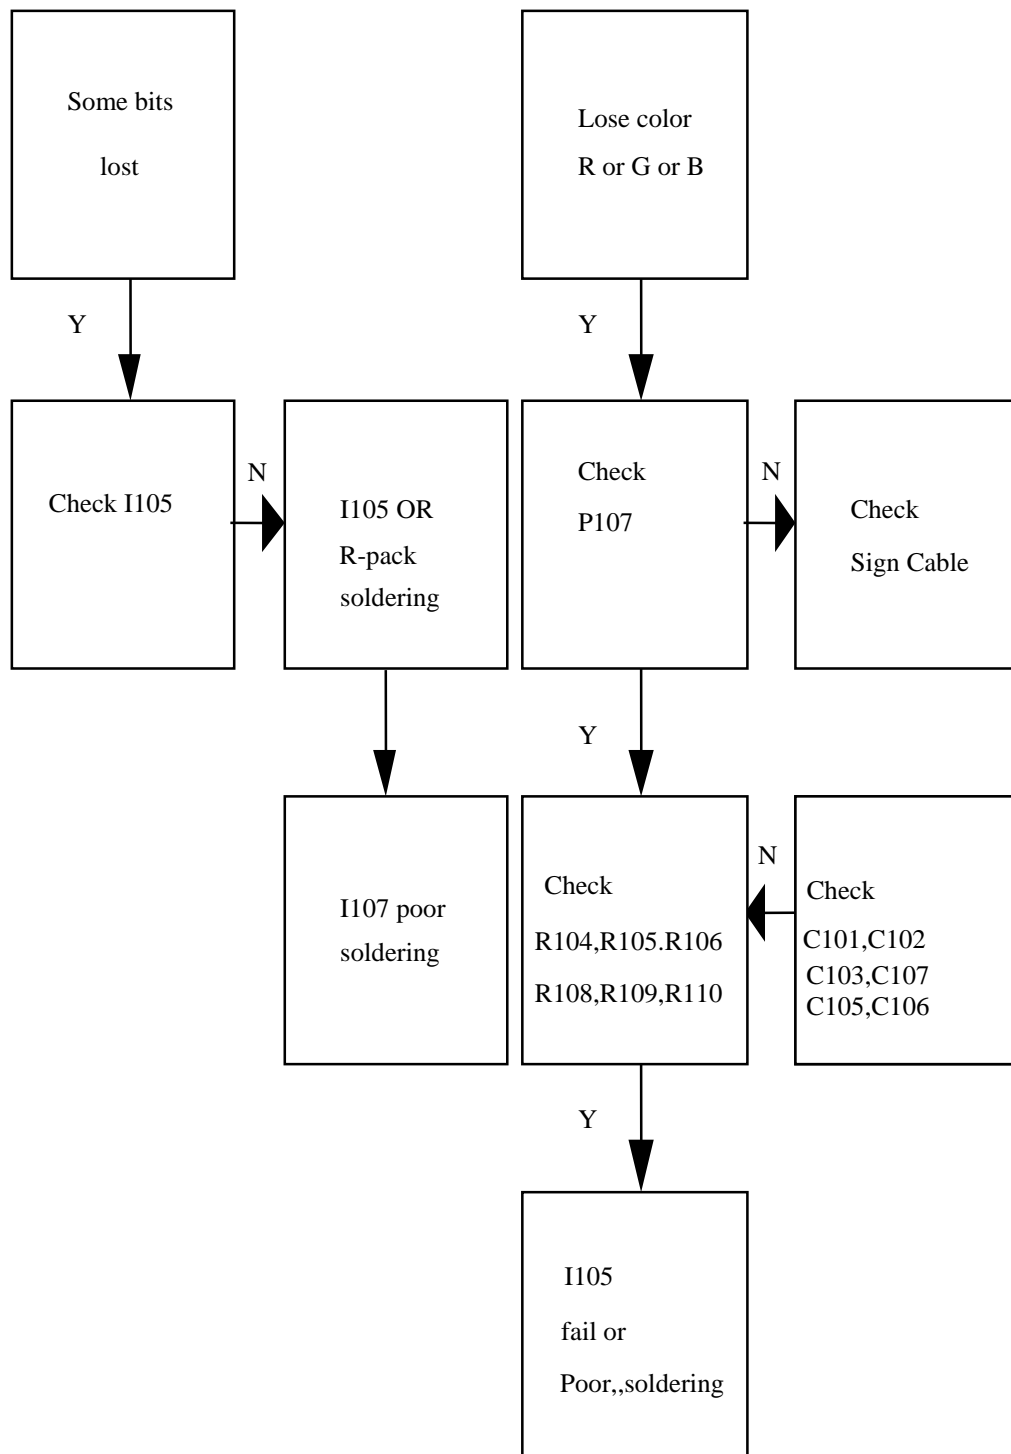 Some bits
lost
Y
Check I105
N
I105 OR
R-pack
soldering
I107 poor
soldering
Lose color
R or G or B
Y
Check
P107
N
Check
Sign Cable
Y
Check
R104,R105.R106
R108,R109,R110
N
Check
C101,C102
C103,C107
C105,C106
Y
I105
fail or
Poor,,soldering